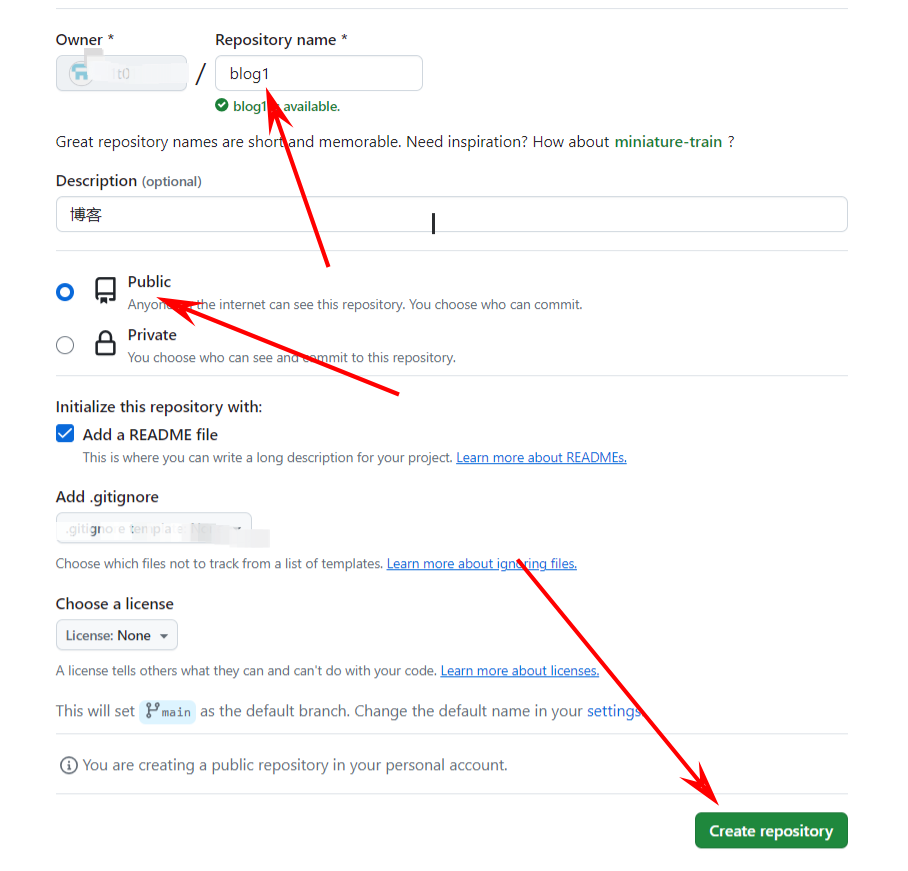 Owner * Repository name *
/ blog1
blog1 is available.
Great repository names are short and memorable. Need inspiration? How about miniature-train ?
Description (optional)
博客
Public
Anyone on the internet can see this repository. You choose who can commit.
Private
You choose who can see and commit to this repository.
Initialize this repository with:
Add a README file
This is where you can write a long description for your project. Learn more about READMEs.
Add .gitignore
.gitignore
Choose which files not to track from a list of templates. Learn more about ignoring files.
Choose a license
License: None
A license tells others what they can and can't do with your code. Learn more about licenses.
This will set main as the default branch. Change the default name in your settings.
You are creating a public repository in your personal account.
Create repository